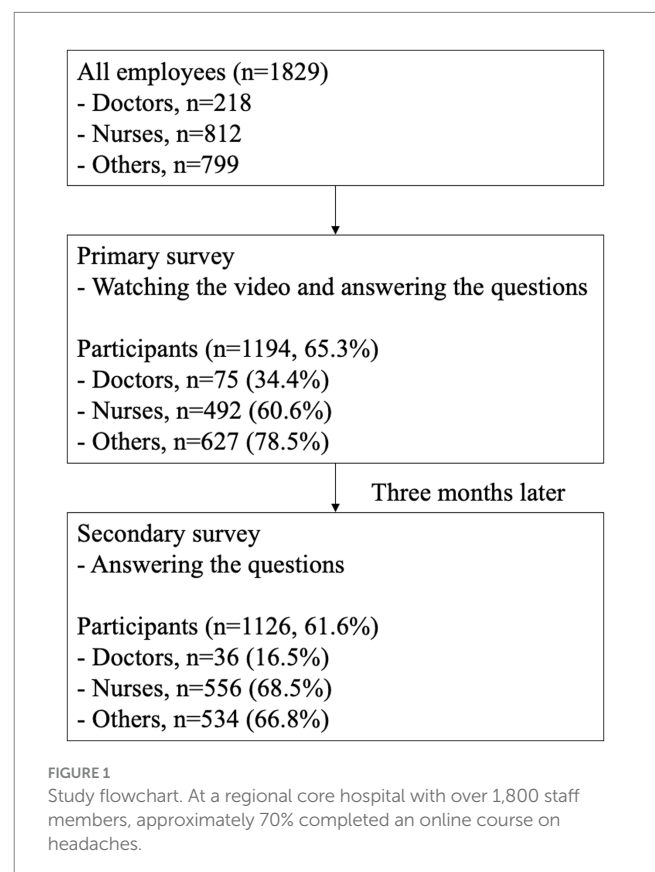 All employees (n=1829)
- Doctors, n=218
- Nurses, n=812
- Others, n=799
Primary survey
- Watching the video and answering the questions
Participants (n=1194, 65.3%)
- Doctors, n=75 (34.4%)
- Nurses, n=492 (60.6%)
- Others, n=627 (78.5%)
Three months later
Secondary survey
- Answering the questions
Participants (n=1126, 61.6%)
- Doctors, n=36 (16.5%)
- Nurses, n=556 (68.5%)
- Others, n=534 (66.8%)
FIGURE 1
Study flowchart. At a regional core hospital with over 1,800 staff
members, approximately 70% completed an online course on
headaches.